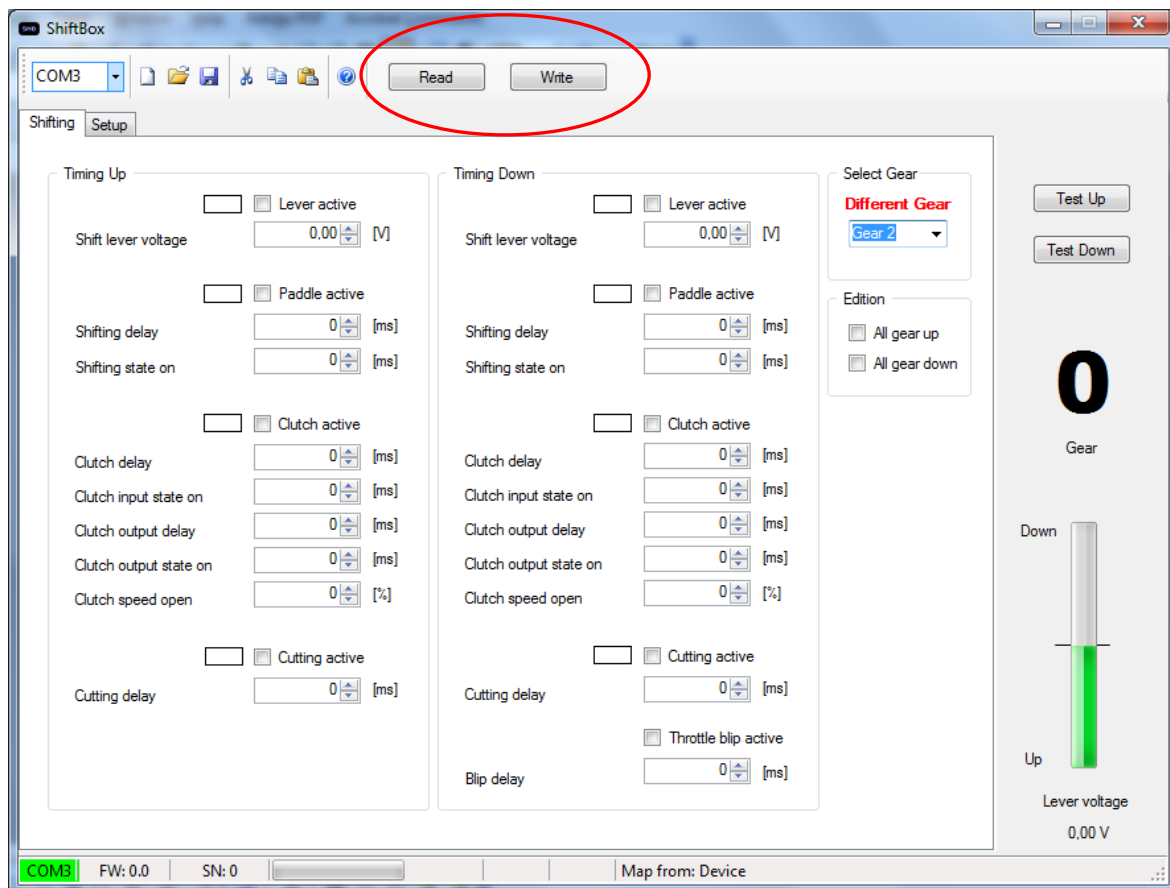 SHB ShiftBox
COM3 Read Write
Shifting Setup
Timing Up
Lever active
Shift lever voltage 0,00 [V]
Paddle active
Shifting delay 0 [ms]
Shifting state on 0 [ms]
Clutch active
Clutch delay 0 [ms]
Clutch input state on 0 [ms]
Clutch output delay 0 [ms]
Clutch output state on 0 [ms]
Clutch speed open 0 [%]
Cutting active
Cutting delay 0 [ms]
Timing Down
Lever active
Shift lever voltage 0,00 [V]
Paddle active
Shifting delay 0 [ms]
Shifting state on 0 [ms]
Clutch active
Clutch delay 0 [ms]
Clutch input state on 0 [ms]
Clutch output delay 0 [ms]
Clutch output state on 0 [ms]
Clutch speed open 0 [%]
Cutting active
Cutting delay 0 [ms]
Throttle blip active
Blip delay 0 [ms]
Select Gear
Different Gear
Gear 2
Edition
All gear up
All gear down
Test Up
Test Down
0
Gear
Down
Up
Lever voltage
0,00 V
COM3 FW: 0.0 SN: 0 Map from: Device